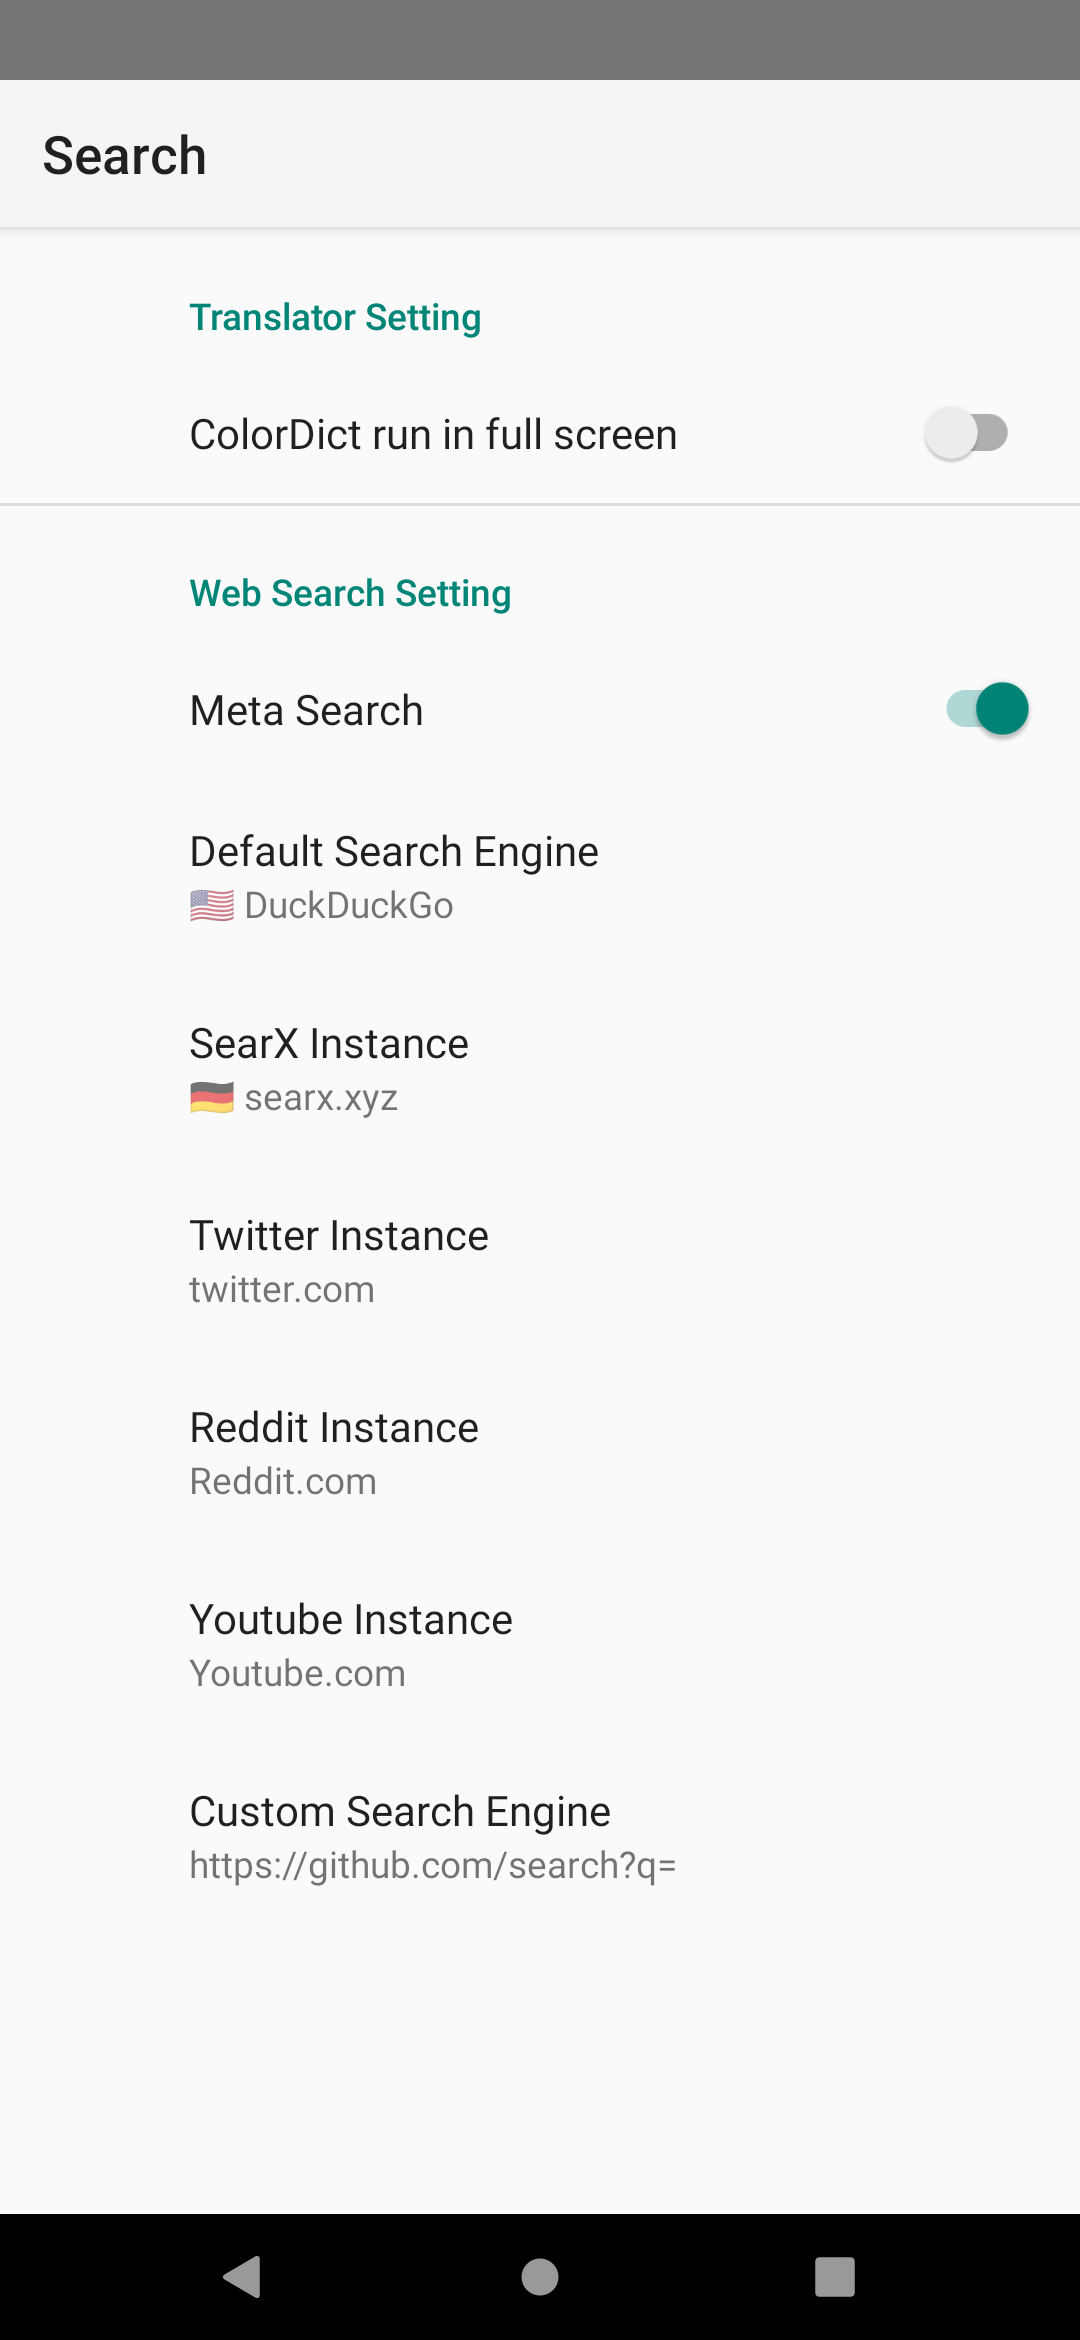 Search
Translator Setting
ColorDict run in full screen
Web Search Setting
Meta Search
Default Search Engine
🇺🇸 DuckDuckGo
SearX Instance
🇩🇪 searx.xyz
Twitter Instance
twitter.com
Reddit Instance
Reddit.com
Youtube Instance
Youtube.com
Custom Search Engine
https://github.com/search?q=